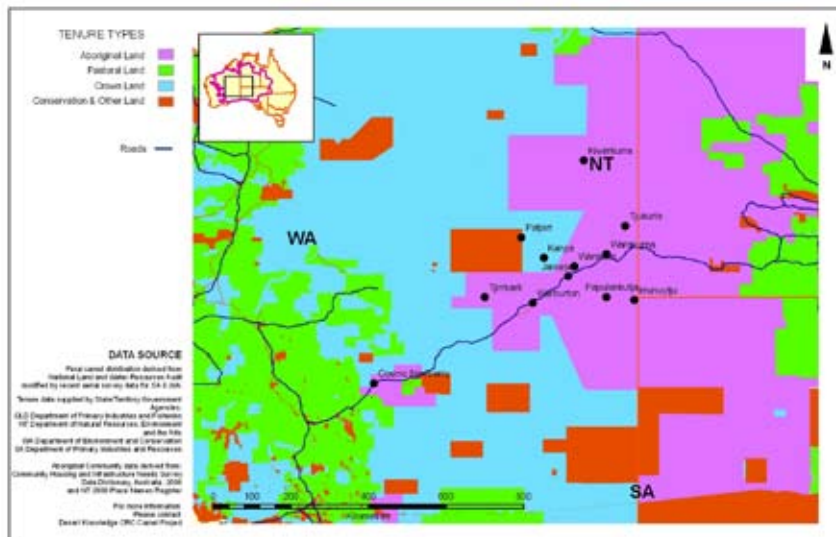 TENURE TYPES
Aboriginal Land
Pastoral Land
Crown Land
Conservation & Other Land
Roads
N
NT
WA
SA
Kiwirrkurra
Tjukurla
Patjarr
Kanpa
Wanarn
Warakurna
Tjirrkarli
Warburton
Papulankutja
Cosmo Newberry
DATA SOURCE
Feral camel distribution derived from
National Land and Water Resources Audit
modified by recent aerial survey data for SA & WA.
Tenure data supplied by State/Territory Government
Agencies:
QLD Department of Primary Industries and Fisheries
NT Department of Natural Resources, Environment
and the Arts
WA Department of Environment and Conservation
SA Department of Primary Industries and Resources
Aboriginal Community data derived from:
Community Housing and Infrastructure Needs Survey
Data Dictionary, Australia, 2006
and NT 2006 Place Names Register
For more information
Please contact:
Desert Knowledge CRC Camel Project
0 100 200 400 600 800
Kilometres